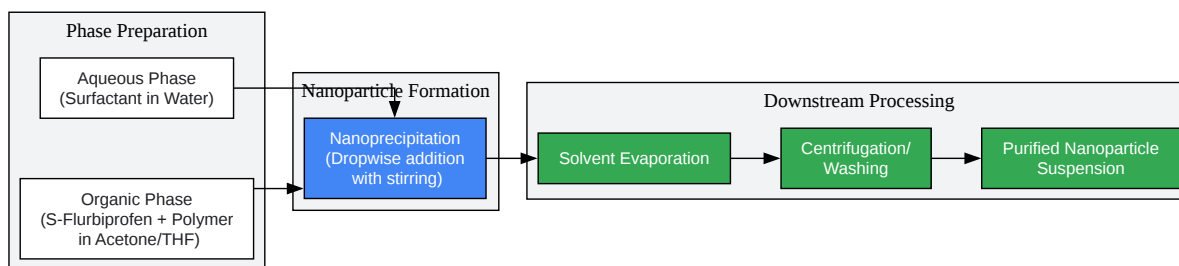 Phase Preparation
Aqueous Phase
(Surfactant in Water)
Organic Phase
(S-Flurbiprofen + Polymer
in Acetone/THF)
Nanoparticle Formation
Nanoprecipitation
(Dropwise addition
with stirring)
Downstream Processing
Solvent Evaporation
Centrifugation/
Washing
Purified Nanoparticle
Suspension